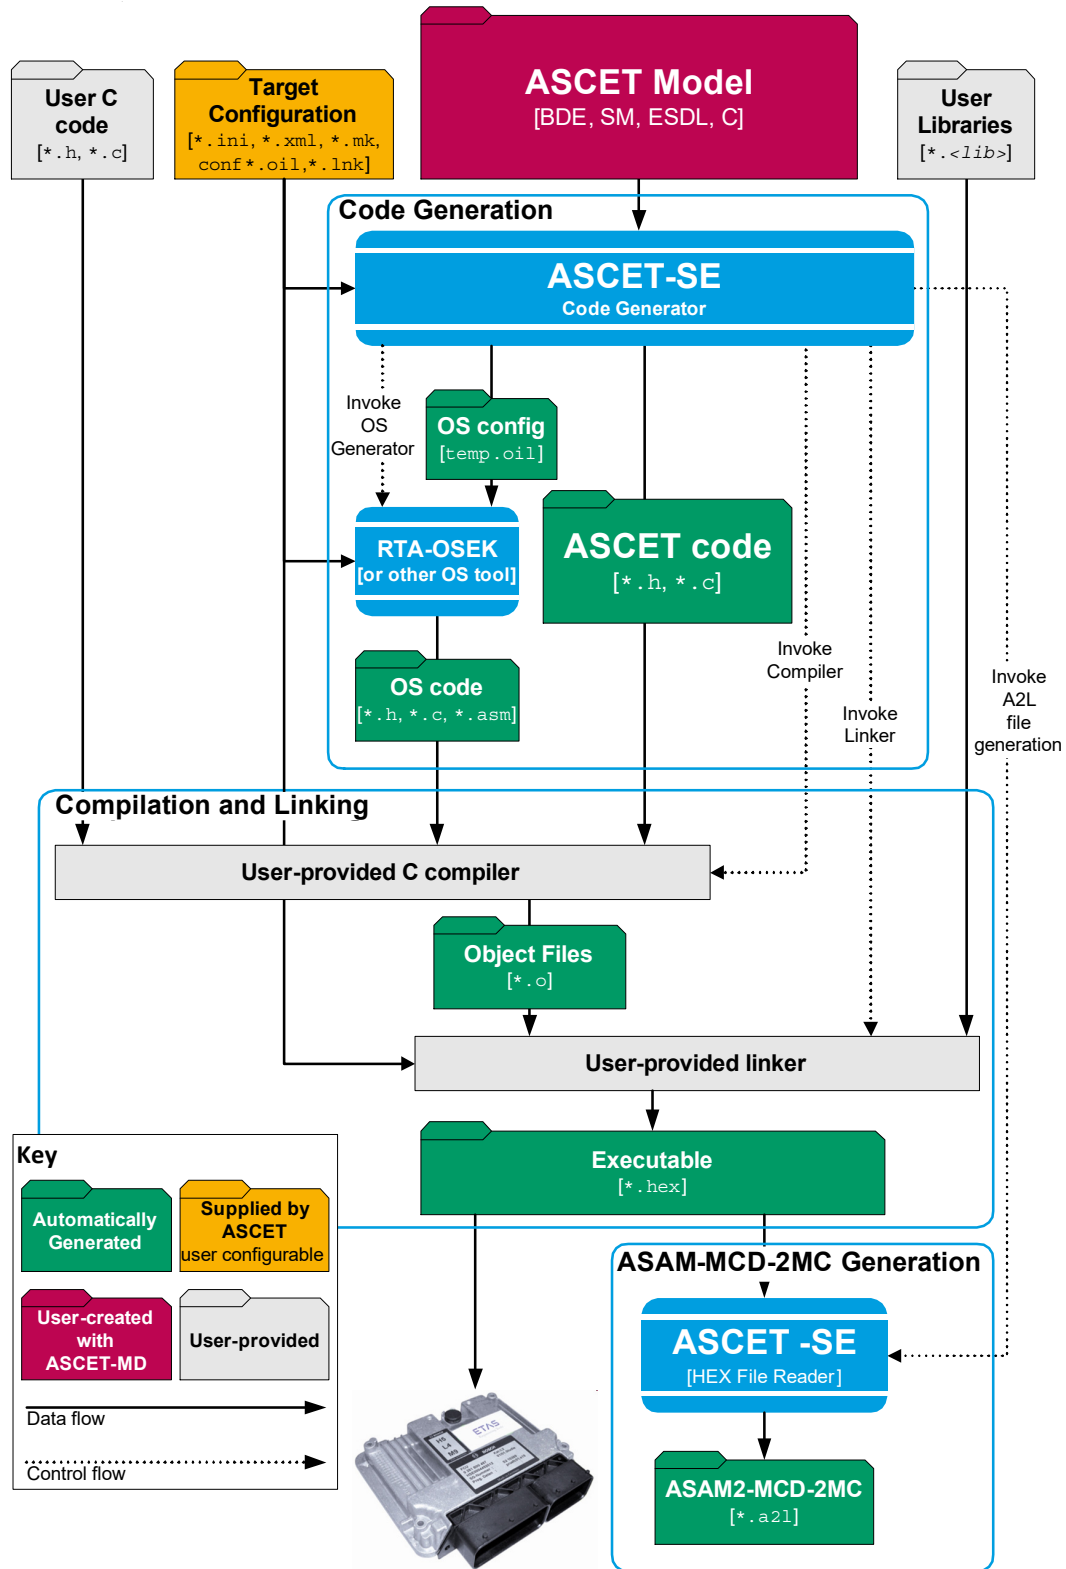 User C
code
[*.h, *.c]
Target
Configuration
[*.ini, *.xml, *.mk,
conf*.oil,*.lnk]
ASCET Model
[BDE, SM, ESDL, C]
User
Libraries
[*.<lib>]
Code Generation
ASCET-SE
Code Generator
Invoke
OS
Generator
OS config
[temp.oil]
RTA-OSEK
[or other OS tool]
ASCET code
[*.h, *.c]
OS code
[*.h, *.c, *.asm]
Invoke
Compiler
Invoke
Linker
Invoke
A2L
file
generation
Compilation and Linking
User-provided C compiler
Object Files
[*.o]
User-provided linker
Executable
[*.hex]
Key
Automatically
Generated
Supplied by
ASCET
user configurable
User-created
with
ASCET-MD
User-provided
Data flow
Control flow
ASAM-MCD-2MC Generation
ASCET -SE
[HEX File Reader]
ASAM2-MCD-2MC
[*.a2l]
ETAS